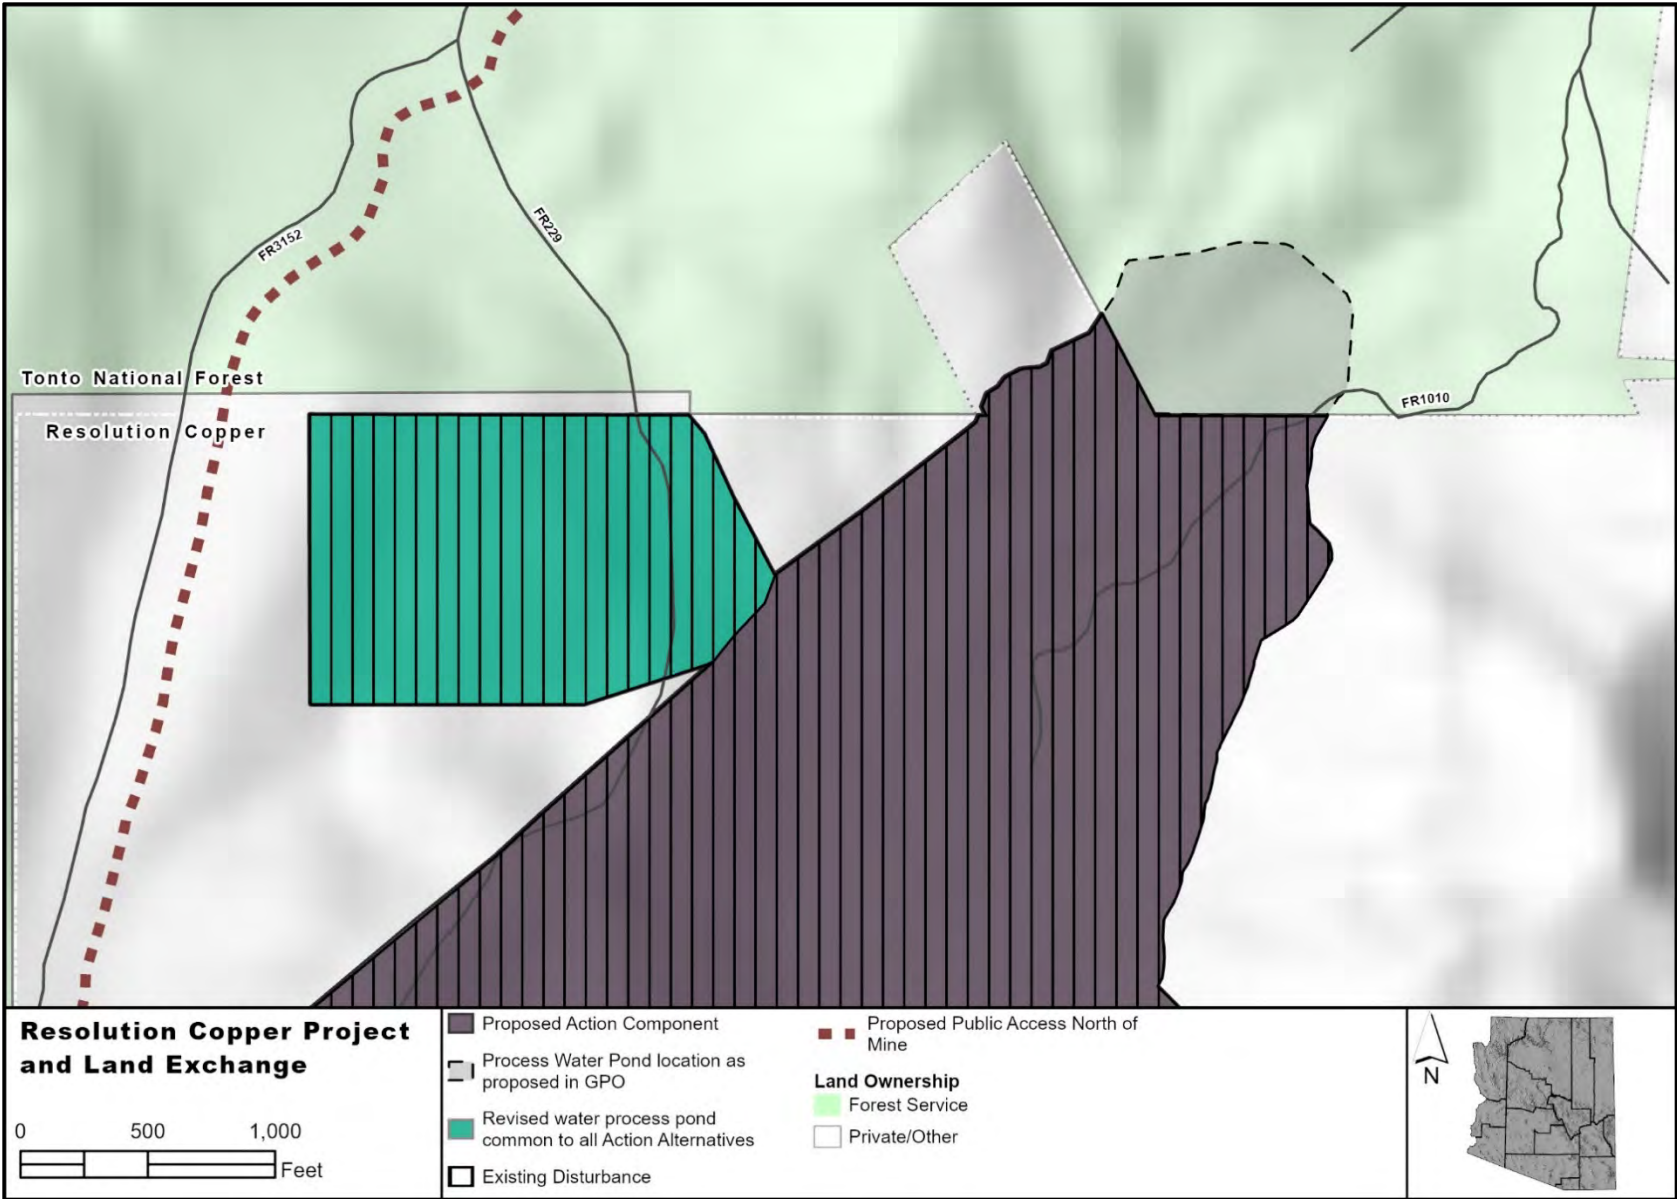 FR3152
FR229
Tonto National Forest
Resolution Copper
FR1010
Resolution Copper Project
and Land Exchange
0 500 1,000
Feet
Proposed Action Component
Process Water Pond location as
proposed in GPO
Revised water process pond
common to all Action Alternatives
Existing Disturbance
Proposed Public Access North of
Mine
Land Ownership
Forest Service
Private/Other
N